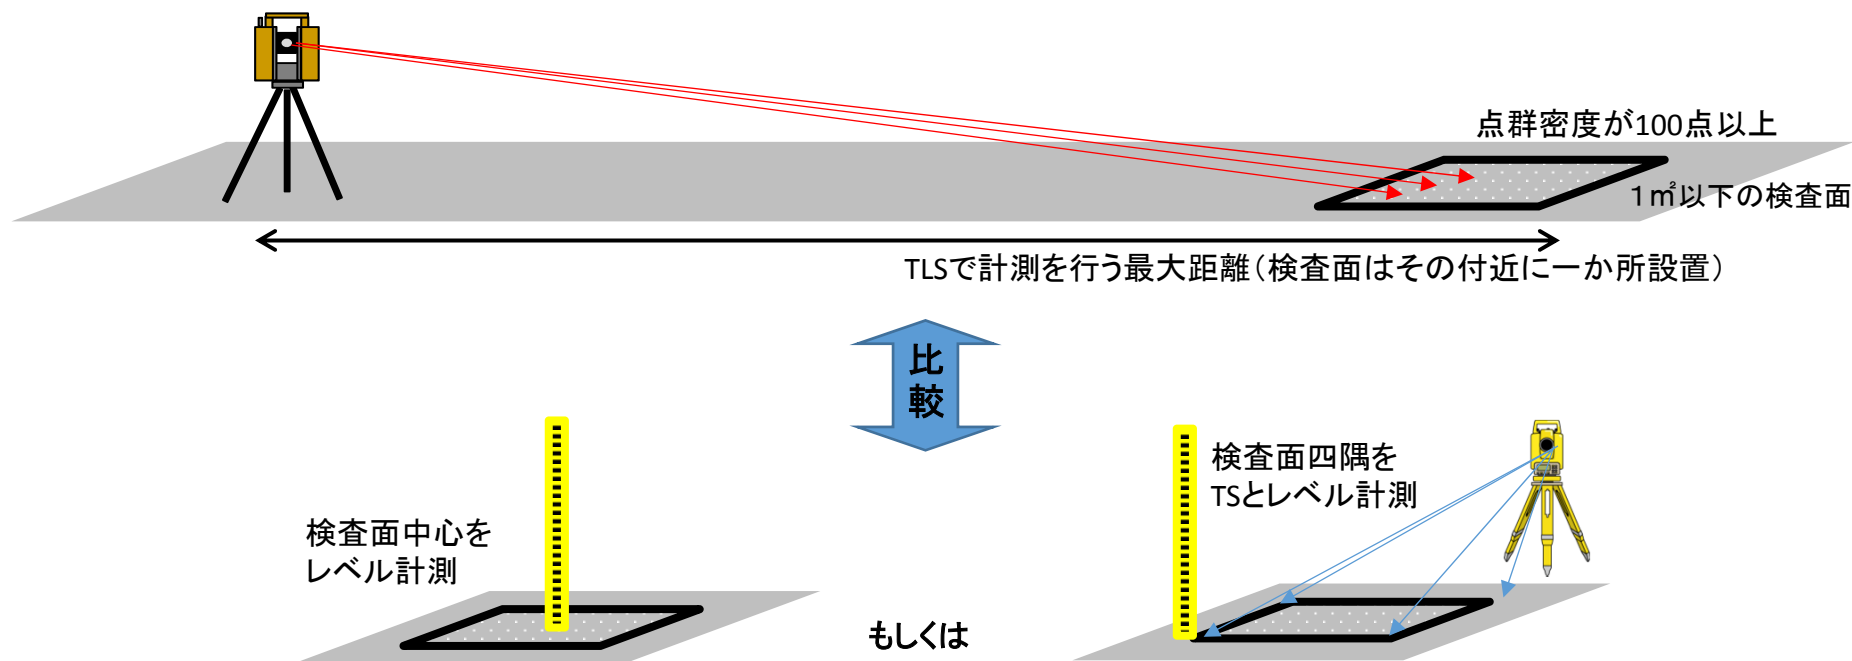 点群密度が100点以上
1㎡以下の検査面
TLSで計測を行う最大距離（検査面はその付近に一か所設置）
比
較
検査面四隅を
TSとレベル計測
検査面中心を
レベル計測
もしくは